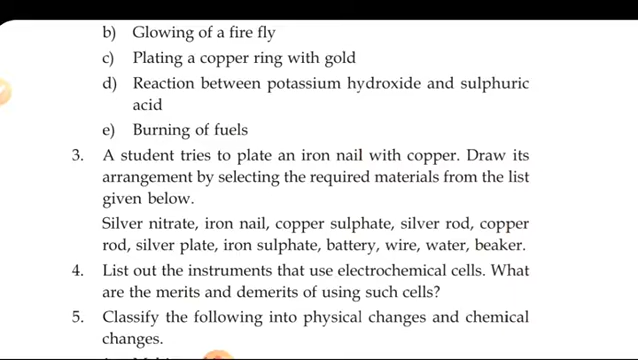 b) Glowing of a fire fly
c) Plating a copper ring with gold
d) Reaction between potassium hydroxide and sulphuric
acid
e) Burning of fuels
3. A student tries to plate an iron nail with copper. Draw its
arrangement by selecting the required materials from the list
given below.
Silver nitrate, iron nail, copper sulphate, silver rod, copper
rod, silver plate, iron sulphate, battery, wire, water, beaker.
4. List out the instruments that use electrochemical cells. What
are the merits and demerits of using such cells?
5. Classify the following into physical changes and chemical
changes.